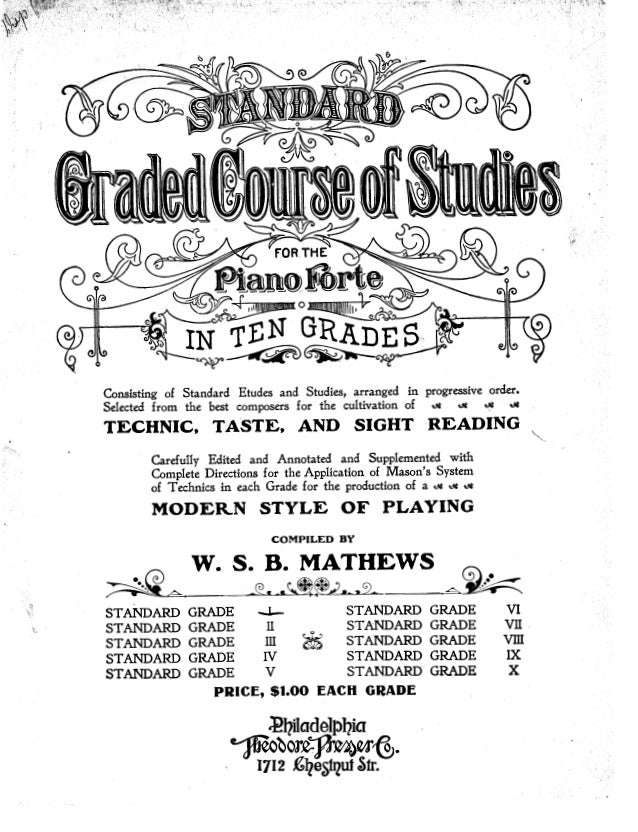 STANDARD
Graded Course of Studies
FOR THE
Piano Forte
IN TEN GRADES
Consisting of Standard Etudes and Studies, arranged in progressive order.
Selected from the best composers for the cultivation of
TECHNIC, TASTE, AND SIGHT READING
Carefully Edited and Annotated and Supplemented with
Complete Directions for the Application of Mason's System
of Technics in each Grade for the production of a
MODERN STYLE OF PLAYING
COMPILED BY
W. S. B. MATHEWS
STANDARD GRADE I
STANDARD GRADE II
STANDARD GRADE III
STANDARD GRADE IV
STANDARD GRADE V
STANDARD GRADE VI
STANDARD GRADE VII
STANDARD GRADE VIII
STANDARD GRADE IX
STANDARD GRADE X
PRICE, $1.00 EACH GRADE
Philadelphia
Theodore Presser Co.
1712 Chestnut Str.